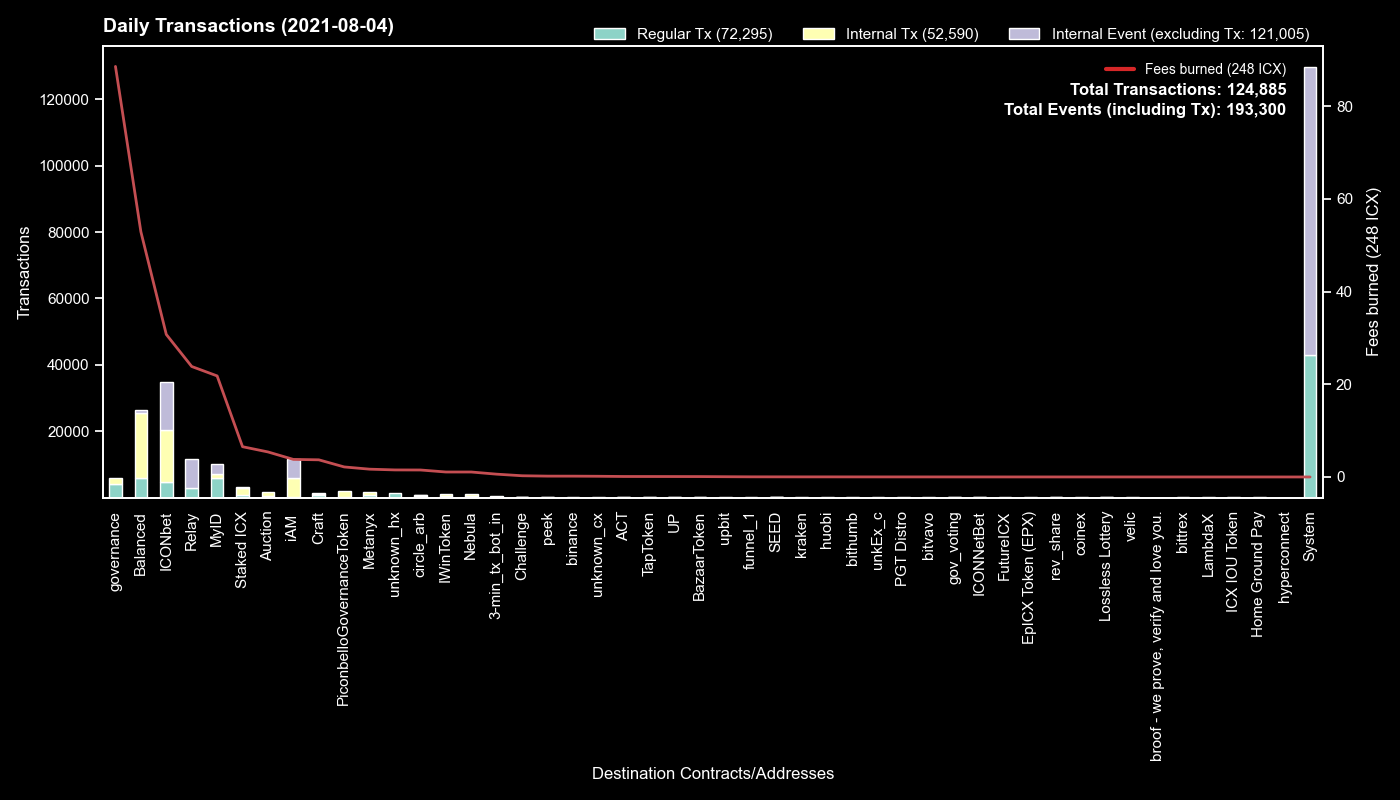 Daily Transactions (2021-08-04)
Regular Tx (72,295)
Internal Tx (52,590)
Internal Event (excluding Tx: 121,005)
Fees burned (248 ICX)
Total Transactions: 124,885
Total Events (including Tx): 193,300
Transactions
120000
100000
80000
60000
40000
20000
80
60
40
20
0
Fees burned (248 ICX)
governance
Balanced
ICONbet
Relay
MyID
Staked ICX
Auction
iAM
Craft
PiconbelloGovernanceToken
Metanyx
unknown_hx
circle_arb
IWinToken
Nebula
3-min_tx_bot_in
Challenge
peek
binance
unknown_cx
ACT
TapToken
UP
BazaarToken
upbit
funnel_1
SEED
kraken
huobi
bithumb
unkEx_c
PGT Distro
bitvavo
gov_voting
ICONNetBet
FutureICX
EpICX Token (EPX)
rev_share
coinex
Lossless Lottery
velic
broof - we prove, verify and love you.
bittrex
LambdaX
ICX IOU Token
Home Ground Pay
hyperconnect
System
Destination Contracts/Addresses